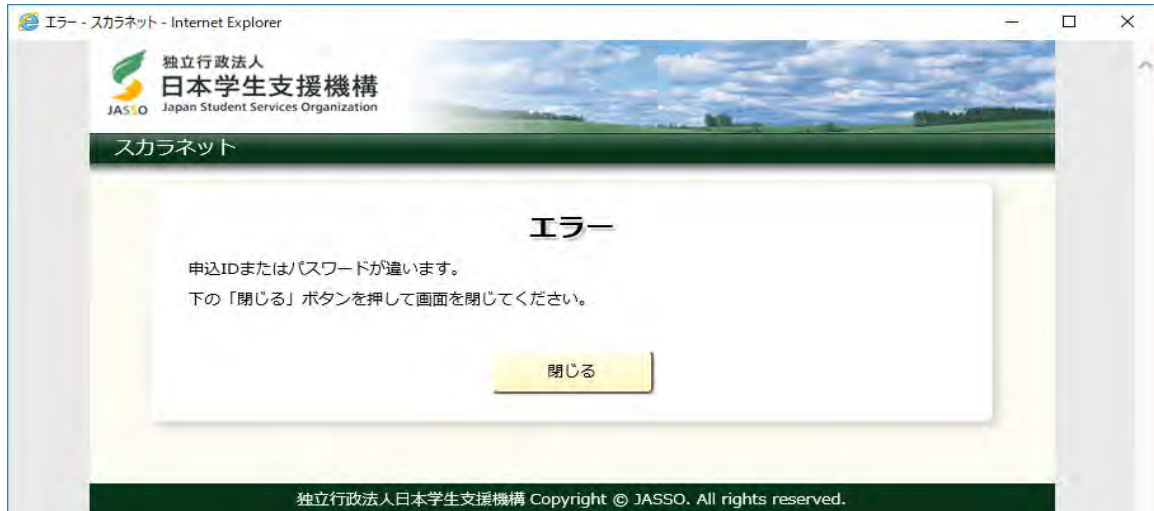 エラー - スカラネット - Internet Explorer
独立行政法人
日本学生支援機構
JASSO Japan Student Services Organization
スカラネット
エラー
申込IDまたはパスワードが違います。
下の「閉じる」ボタンを押して画面を閉じてください。
閉じる
独立行政法人日本学生支援機構 Copyright © JASSO. All rights reserved.